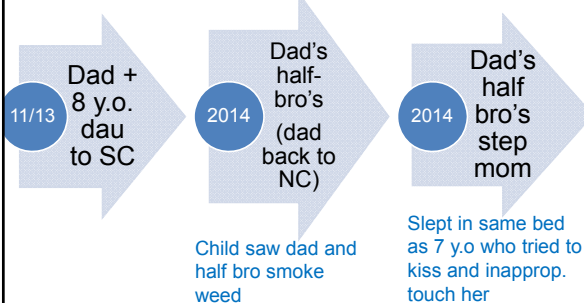 11/13
Dad +
8 y.o.
dau
to SC
2014
Dad's
half-
bro's
(dad
back to
NC)
Child saw dad and
half bro smoke
weed
2014
Dad's
half
bro's
step
mom
Slept in same bed
as 7 y.o who tried to
kiss and inapprop.
touch her